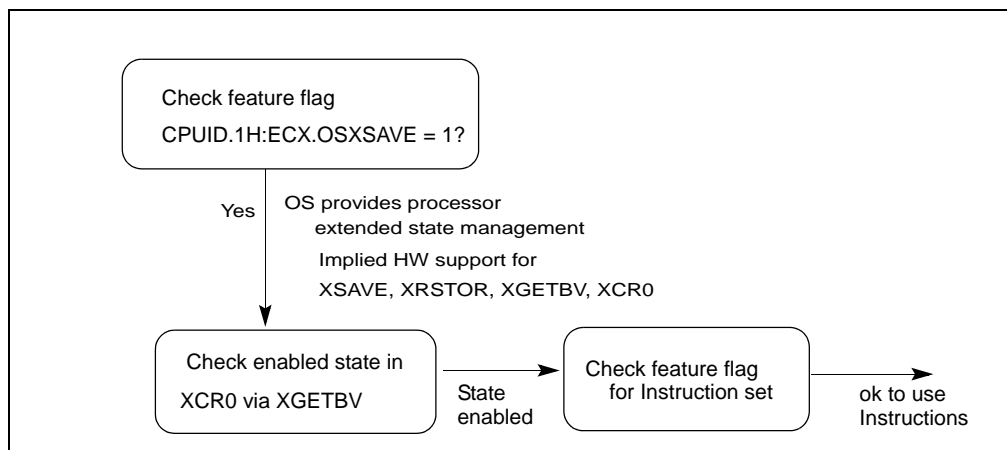 Check feature flag
CPUID.1H:ECX.OSXSAVE = 1?
Yes
OS provides processor
extended state management
Implied HW support for
XSAVE, XRSTOR, XGETBV, XCR0
Check enabled state in
XCR0 via XGETBV
State
enabled
Check feature flag
for Instruction set
ok to use
Instructions